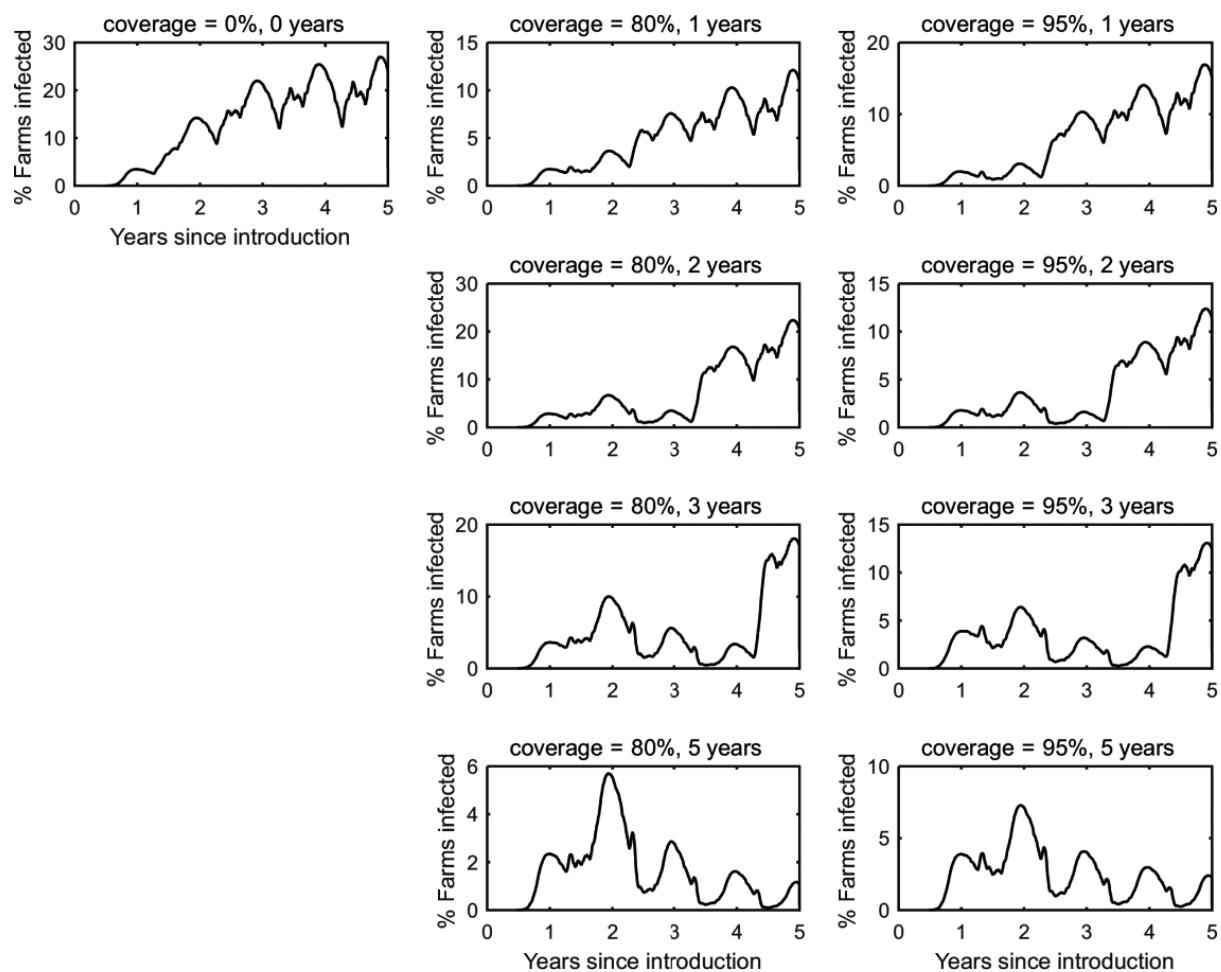 coverage = 0%, 0 years
% Farms infected
30
20
10
0
0 1 2 3 4 5
Years since introduction
coverage = 80%, 1 years
% Farms infected
15
10
5
0
0 1 2 3 4 5
coverage = 95%, 1 years
% Farms infected
20
10
0
0 1 2 3 4 5
coverage = 80%, 2 years
% Farms infected
30
20
10
0
0 1 2 3 4 5
coverage = 95%, 2 years
% Farms infected
15
10
5
0
0 1 2 3 4 5
coverage = 80%, 3 years
% Farms infected
20
10
0
0 1 2 3 4 5
coverage = 95%, 3 years
% Farms infected
15
10
5
0
0 1 2 3 4 5
coverage = 80%, 5 years
% Farms infected
6
4
2
0
0 1 2 3 4 5
Years since introduction
coverage = 95%, 5 years
% Farms infected
10
5
0
0 1 2 3 4 5
Years since introduction